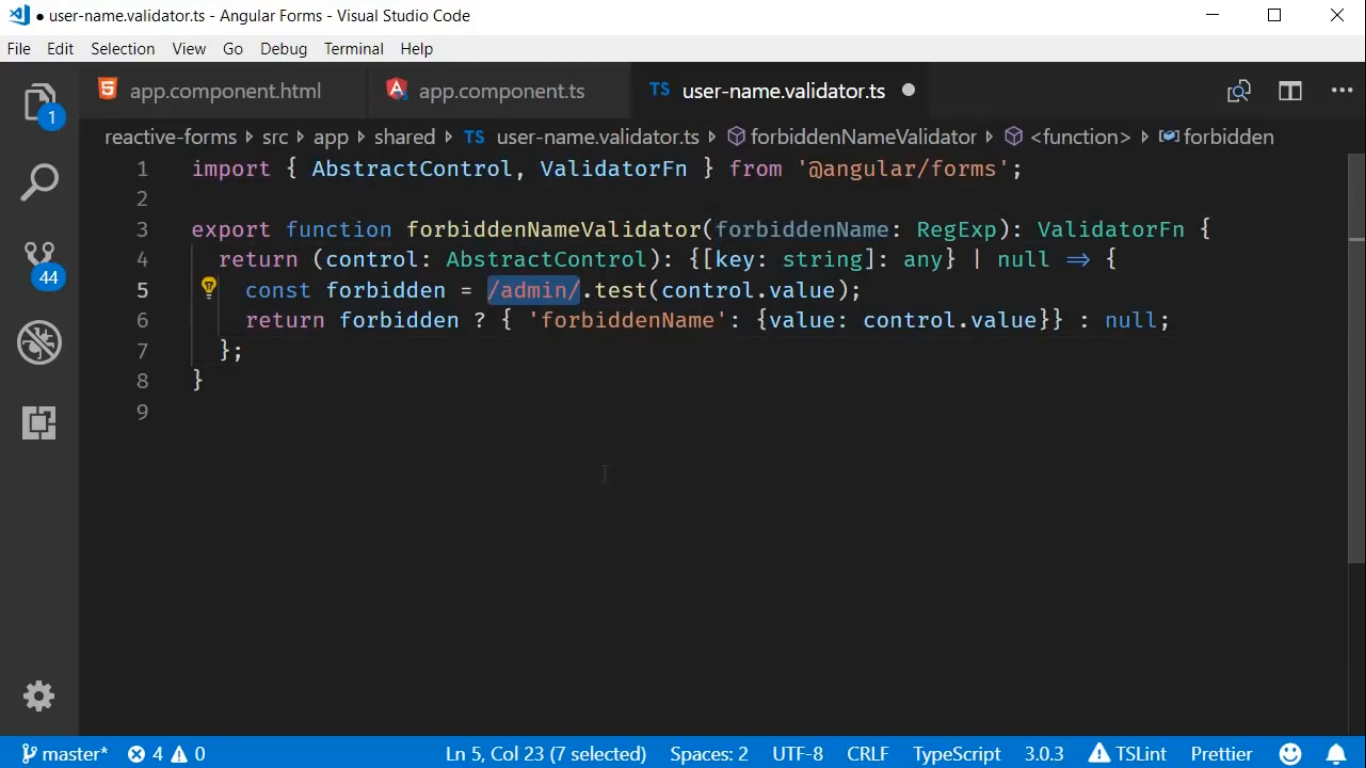 ● user-name.validator.ts - Angular Forms - Visual Studio Code
File Edit Selection View Go Debug Terminal Help
1
44
app.component.html app.component.ts TS user-name.validator.ts ●
reactive-forms src app shared TS user-name.validator.ts forbiddenNameValidator <function> forbidden
1 import { AbstractControl, ValidatorFn } from '@angular/forms';
2
3 export function forbiddenNameValidator(forbiddenName: RegExp): ValidatorFn {
4 return (control: AbstractControl): {[key: string]: any} | null => {
5 const forbidden = /admin/.test(control.value);
6 return forbidden ? { 'forbiddenName': {value: control.value}} : null;
7 };
8 }
9
master* 4 0 Ln 5, Col 23 (7 selected) Spaces: 2 UTF-8 CRLF TypeScript 3.0.3 TSLint Prettier